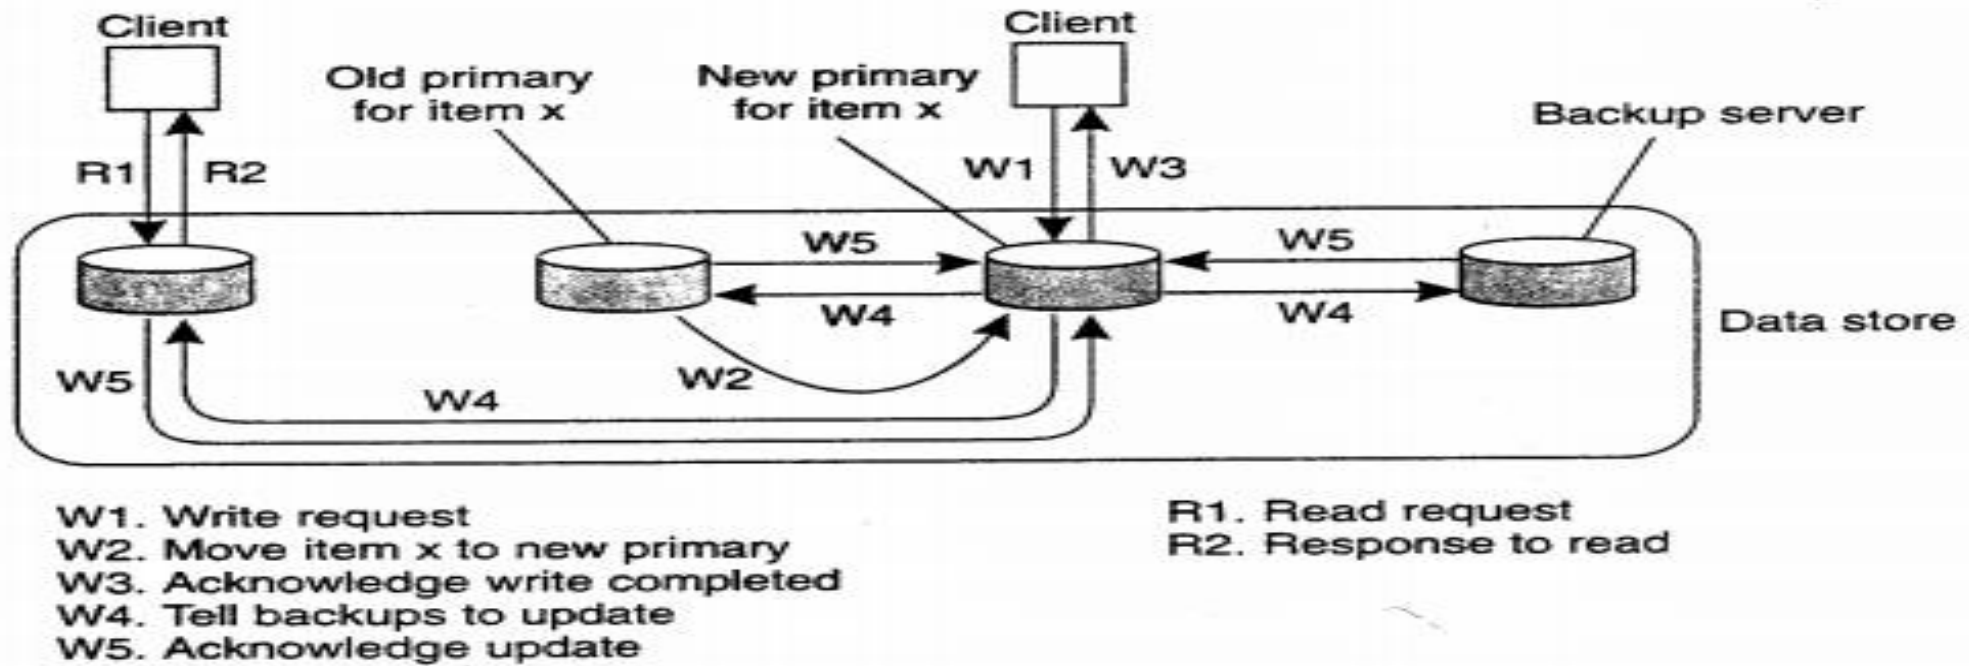 Client
Client
Old primary
for item x
New primary
for item x
Backup server
R1
R2
W1
W3
W5
W5
W4
W4
Data store
W5
W4
W2
W1. Write request
W2. Move item x to new primary
W3. Acknowledge write completed
W4. Tell backups to update
W5. Acknowledge update
R1. Read request
R2. Response to read